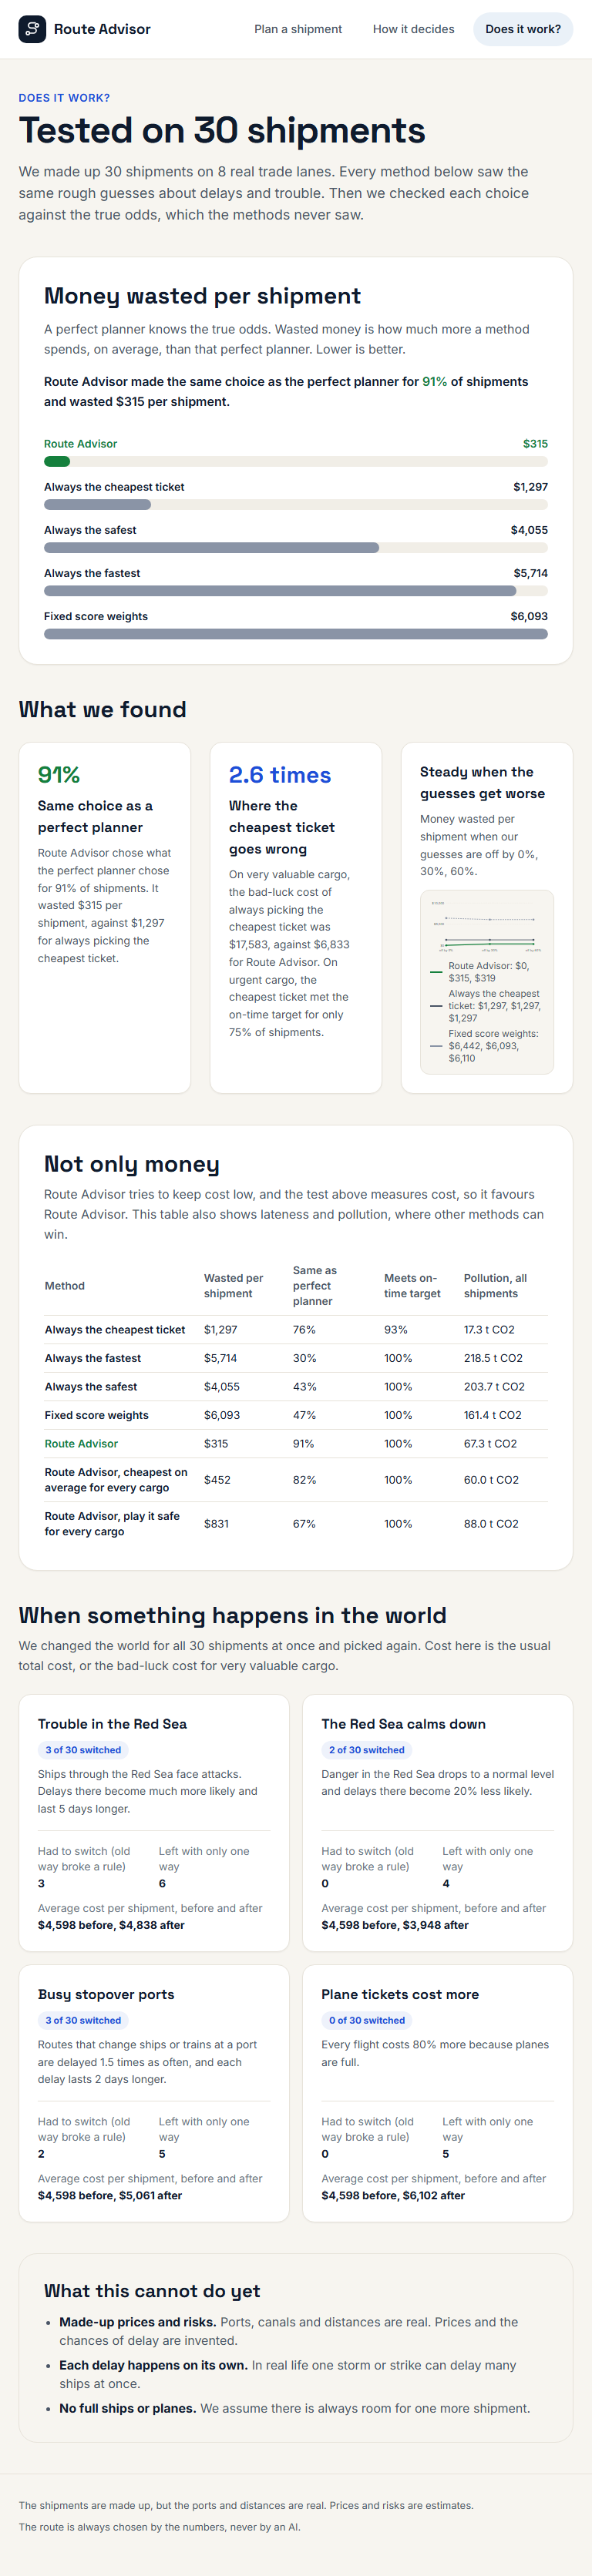 Route Advisor
Plan a shipment
How it decides
Does it work?
DOES IT WORK?
Tested on 30 shipments
We made up 30 shipments on 8 real trade lanes. Every method below saw the
same rough guesses about delays and trouble. Then we checked each choice
against the true odds, which the methods never saw.
Money wasted per shipment
A perfect planner knows the true odds. Wasted money is how much more a method
spends, on average, than that perfect planner. Lower is better.
Route Advisor made the same choice as the perfect planner for 91% of shipments
and wasted $315 per shipment.
Route Advisor $315
Always the cheapest ticket $1,297
Always the safest $4,055
Always the fastest $5,714
Fixed score weights $6,093
What we found
91%
Same choice as a
perfect planner
Route Advisor chose what
the perfect planner chose
for 91% of shipments. It
wasted $315 per
shipment, against $1,297
for always picking the
cheapest ticket.
2.6 times
Where the
cheapest ticket
goes wrong
On very valuable cargo,
the bad-luck cost of
always picking the
cheapest ticket was
$17,583, against $6,833
for Route Advisor. On
urgent cargo, the
cheapest ticket met the
on-time target for only
75% of shipments.
Steady when the
guesses get worse
Money wasted per
shipment when our
guesses are off by 0%,
30%, 60%.
Route Advisor: $0,
$315, $319
Always the cheapest
ticket: $1,297, $1,297,
$1,297
Fixed score weights:
$6,442, $6,093,
$6,110
Not only money
Route Advisor tries to keep cost low, and the test above measures cost, so it favours
Route Advisor. This table also shows lateness and pollution, where other methods can
win.
Method
Wasted per
shipment
Same as
perfect
planner
Meets on-
time target
Pollution, all
shipments
Always the cheapest ticket $1,297 76% 93% 17.3 t CO2
Always the fastest $5,714 30% 100% 218.5 t CO2
Always the safest $4,055 43% 100% 203.7 t CO2
Fixed score weights $6,093 47% 100% 161.4 t CO2
Route Advisor $315 91% 100% 67.3 t CO2
Route Advisor, cheapest on
average for every cargo
$452 82% 100% 60.0 t CO2
Route Advisor, play it safe
for every cargo
$831 67% 100% 88.0 t CO2
When something happens in the world
We changed the world for all 30 shipments at once and picked again. Cost here is the usual
total cost, or the bad-luck cost for very valuable cargo.
Trouble in the Red Sea
3 of 30 switched
Ships through the Red Sea face attacks.
Delays there become much more likely and
last 5 days longer.
Had to switch (old
way broke a rule)
3
Left with only one
way
6
Average cost per shipment, before and after
$4,598 before, $4,838 after
The Red Sea calms down
2 of 30 switched
Danger in the Red Sea drops to a normal level
and delays there become 20% less likely.
Had to switch (old
way broke a rule)
0
Left with only one
way
4
Average cost per shipment, before and after
$4,598 before, $3,948 after
Busy stopover ports
3 of 30 switched
Routes that change ships or trains at a port
are delayed 1.5 times as often, and each
delay lasts 2 days longer.
Had to switch (old
way broke a rule)
2
Left with only one
way
5
Average cost per shipment, before and after
$4,598 before, $5,061 after
Plane tickets cost more
0 of 30 switched
Every flight costs 80% more because planes
are full.
Had to switch (old
way broke a rule)
0
Left with only one
way
5
Average cost per shipment, before and after
$4,598 before, $6,102 after
What this cannot do yet
• Made-up prices and risks. Ports, canals and distances are real. Prices and the
chances of delay are invented.
• Each delay happens on its own. In real life one storm or strike can delay many
ships at once.
• No full ships or planes. We assume there is always room for one more shipment.
The shipments are made up, but the ports and distances are real. Prices and risks are estimates.
The route is always chosen by the numbers, never by an AI.